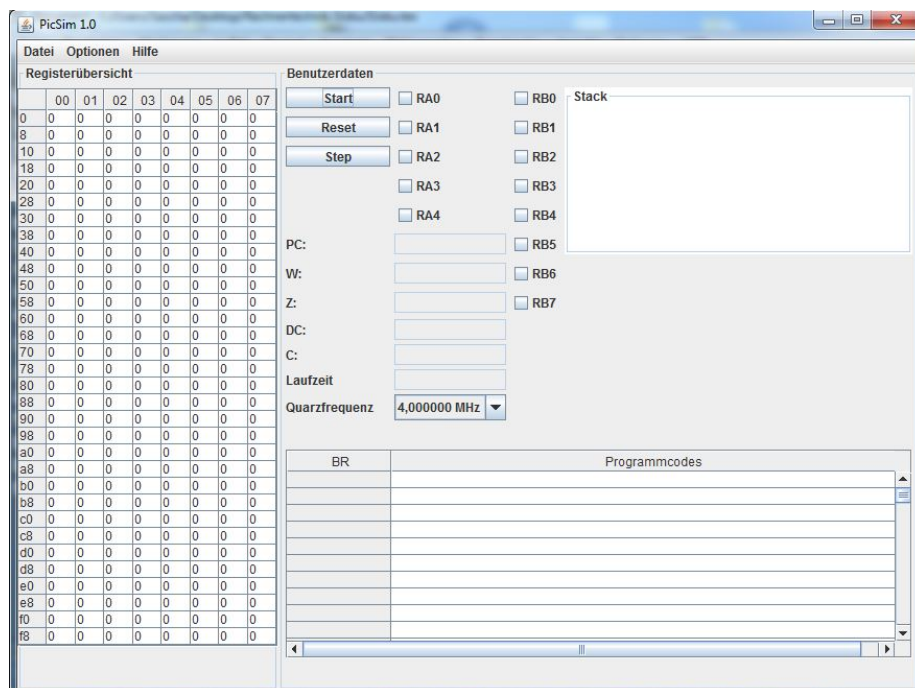 PicSim 1.0
Datei Optionen Hilfe
Registerübersicht
00 01 02 03 04 05 06 07
0 0 0 0 0 0 0 0 0
8 0 0 0 0 0 0 0 0
10 0 0 0 0 0 0 0 0
18 0 0 0 0 0 0 0 0
20 0 0 0 0 0 0 0 0
28 0 0 0 0 0 0 0 0
30 0 0 0 0 0 0 0 0
38 0 0 0 0 0 0 0 0
40 0 0 0 0 0 0 0 0
48 0 0 0 0 0 0 0 0
50 0 0 0 0 0 0 0 0
58 0 0 0 0 0 0 0 0
60 0 0 0 0 0 0 0 0
68 0 0 0 0 0 0 0 0
70 0 0 0 0 0 0 0 0
78 0 0 0 0 0 0 0 0
80 0 0 0 0 0 0 0 0
88 0 0 0 0 0 0 0 0
90 0 0 0 0 0 0 0 0
98 0 0 0 0 0 0 0 0
a0 0 0 0 0 0 0 0 0
a8 0 0 0 0 0 0 0 0
b0 0 0 0 0 0 0 0 0
b8 0 0 0 0 0 0 0 0
c0 0 0 0 0 0 0 0 0
c8 0 0 0 0 0 0 0 0
d0 0 0 0 0 0 0 0 0
d8 0 0 0 0 0 0 0 0
e0 0 0 0 0 0 0 0 0
e8 0 0 0 0 0 0 0 0
f0 0 0 0 0 0 0 0 0
f8 0 0 0 0 0 0 0 0
Benutzerdaten
Start RA0 RB0 Stack
Reset RA1 RB1
Step RA2 RB2
RA3 RB3
RA4 RB4
PC: RB5
W: RB6
Z: RB7
DC:
C:
Laufzeit
Quarzfrequenz 4,000000 MHz
BR Programmcodes